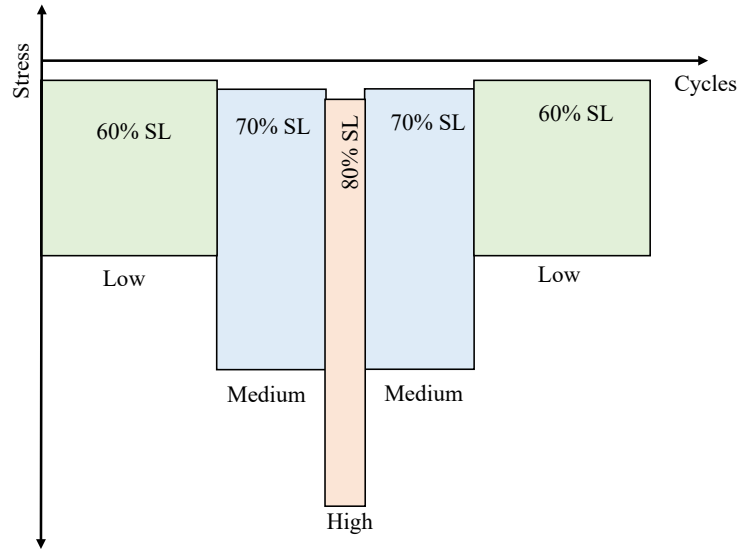 Stress
Cycles
60% SL
70% SL
80% SL
70% SL
60% SL
Low
Medium
High
Medium
Low